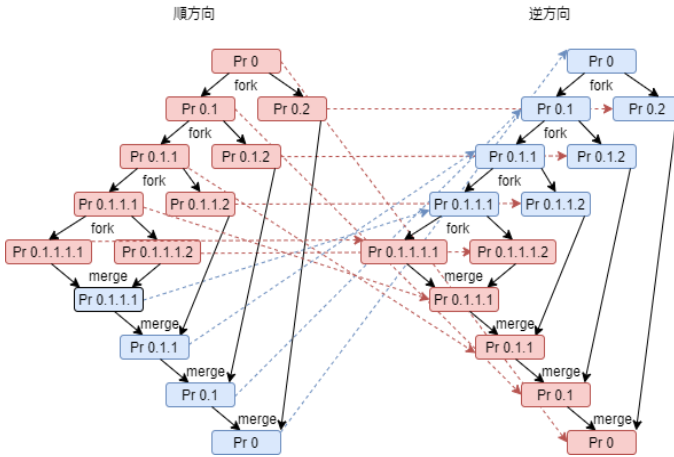 順方向 逆方向
Pr 0 Pr 0
fork fork
Pr 0.1 Pr 0.2 Pr 0.1 Pr 0.2
fork fork
Pr 0.1.1 Pr 0.1.2 Pr 0.1.1 Pr 0.1.2
fork fork
Pr 0.1.1.1 Pr 0.1.1.2 Pr 0.1.1.1 Pr 0.1.1.2
fork fork
Pr 0.1.1.1.1 Pr 0.1.1.1.2 Pr 0.1.1.1.1 Pr 0.1.1.1.2
merge merge
Pr 0.1.1.1 Pr 0.1.1.1
merge merge
Pr 0.1.1 Pr 0.1.1
merge merge
Pr 0.1 Pr 0.1
merge merge
Pr 0 Pr 0